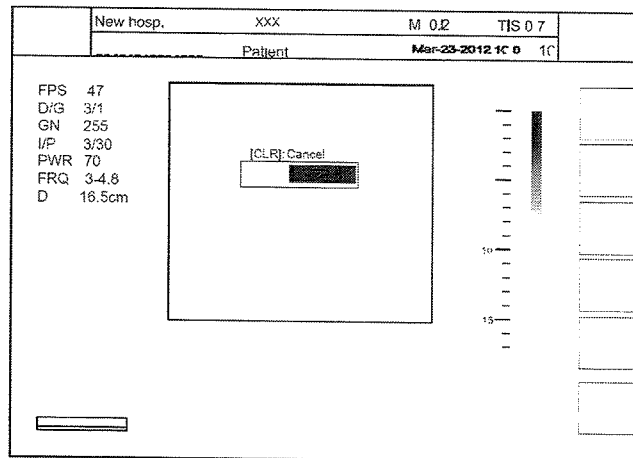 New hosp. xxx M 0.2 TIS 0 7
Patient Mar-23-2012 10
FPS 47
D/G 3/1
GN 255
I/P 3/30
PWR 70
FRQ 3-4.8
D 16.5cm
[CLR]: Cancel
10
15